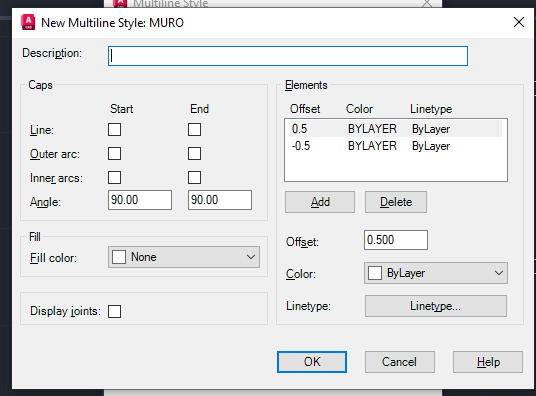 Multiline Style
New Multiline Style: MURO
Description:
Caps
Start End
Line:
Outer arc:
Inner arcs:
Angle: 90.00 90.00
Fill
Fill color: None
Display joints:
Elements
Offset Color Linetype
0.5 BYLAYER ByLayer
-0.5 BYLAYER ByLayer
Add Delete
Offset: 0.500
Color: ByLayer
Linetype: Linetype...
OK Cancel Help